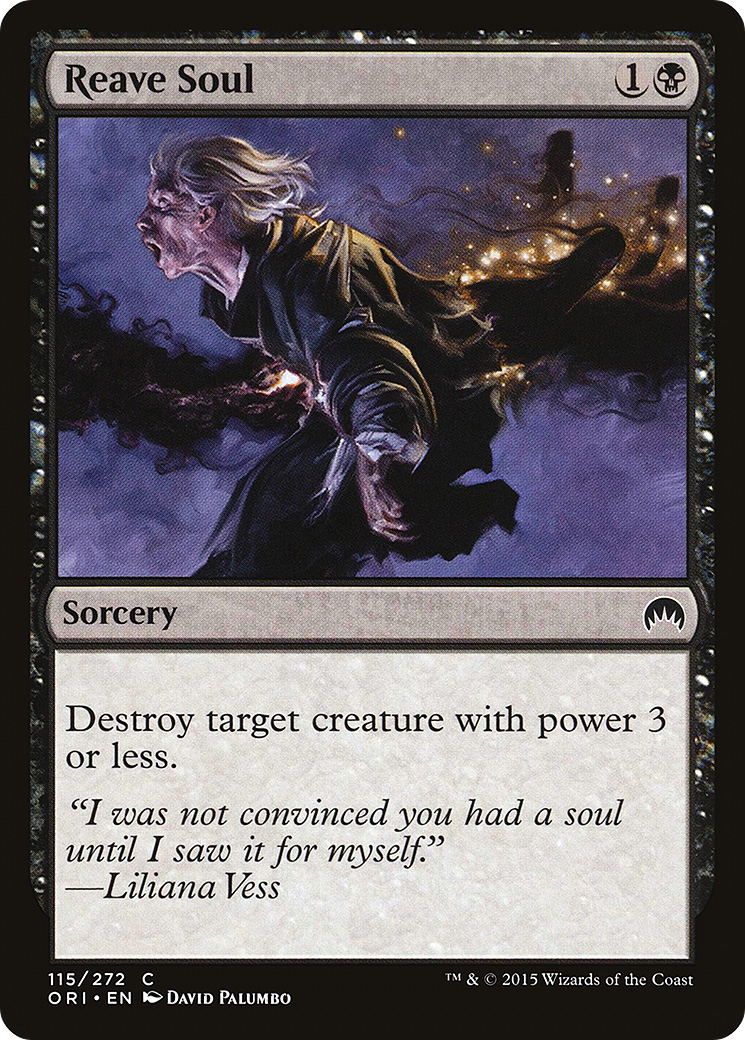 Reave Soul
1
Sorcery
Destroy target creature with power 3
or less.
“I was not convinced you had a soul
until I saw it for myself.”
—Liliana Vess
115/272 C
ORI • EN David Palumbo
™ & © 2015 Wizards of the Coast